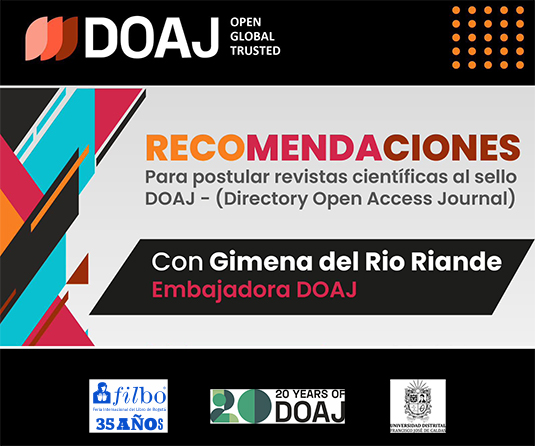 DOAJ
OPEN
GLOBAL
TRUSTED
RECOMENDACIONES
Para postular revistas científicas al sello
DOAJ - (Directory Open Access Journal)
Con Gimena del Rio Riande
Embajadora DOAJ
filbo
Feria Internacional del Libro de Bogotá
35 AÑOS
20 YEARS OF
DOAJ
20
UNIVERSIDAD DISTRITAL
FRANCISCO JOSÉ DE CALDAS